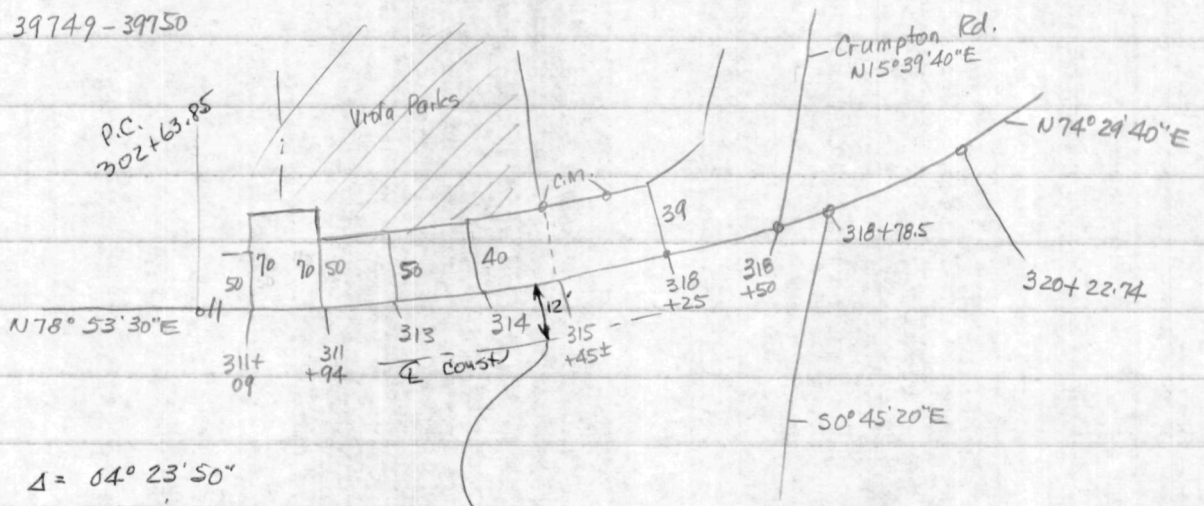 39749-39750
Crumpton Rd.
N15°39'40"E
P.C.
302+63.85
Viola Parks
N74°29'40"E
C.M.
39
50 70 70 50 50 40
318+78.5
318
+25
318
+50
320+22.74
N78°53'30"E
12'
313
314
315
+45±
311+
09
311
+94
℄ Const
S0°45'20"E
Δ = 04° 23' 50"